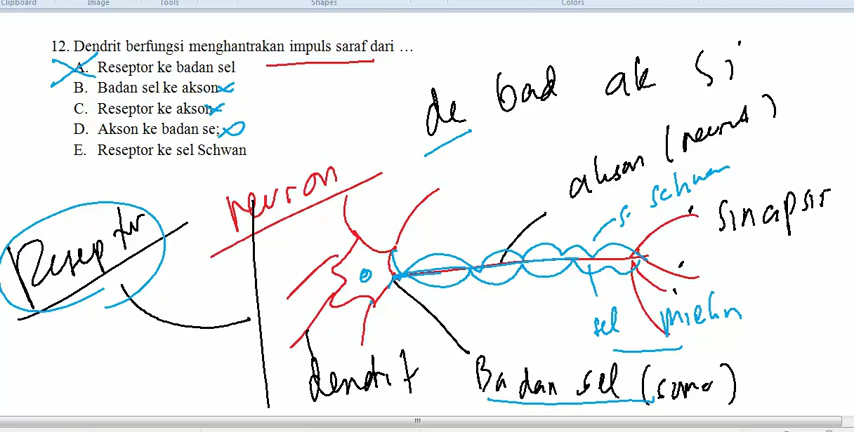 Clipboard
Image
Tools
Shapes
Colors
12. Dendrit berfungsi menghantrakan impuls saraf dari …
A. Reseptor ke badan sel
B. Badan sel ke akson
C. Reseptor ke akson
D. Akson ke badan se;
E. Reseptor ke sel Schwan
de bad ak si
akson (neurit)
neuron
s. schwan
sinapsis
Reseptor
sel mielin
dendrit
Badan sel (soma)